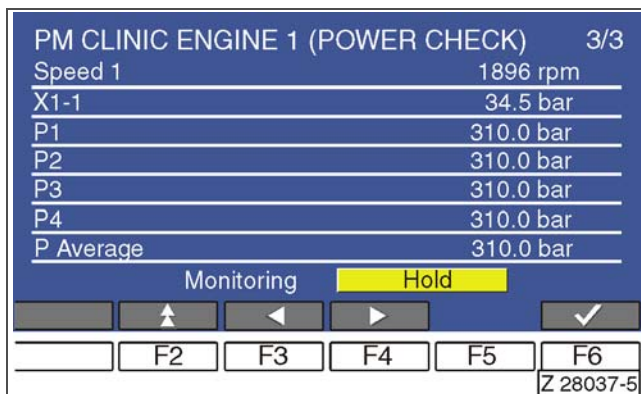 PM CLINIC ENGINE 1 (POWER CHECK) 3/3
Speed 1 1896 rpm
X1-1 34.5 bar
P1 310.0 bar
P2 310.0 bar
P3 310.0 bar
P4 310.0 bar
P Average 310.0 bar
Monitoring Hold
F2 F3 F4 F5 F6
Z 28037-5